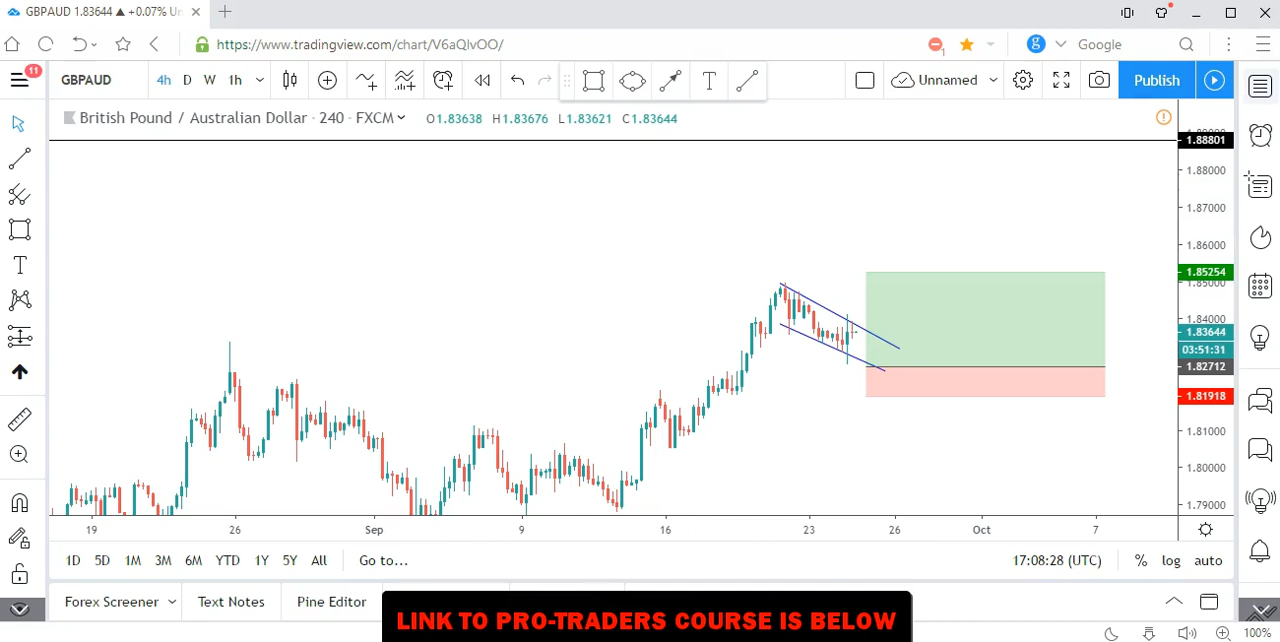 GBPAUD 1.83644 ▲ +0.07% Un
https://www.tradingview.com/chart/V6aQlvOO/
1
g
Google
11
GBPAUD
4h D W 1h
T
Unnamed
Publish
British Pound / Australian Dollar · 240 · FXCM
O1.83638 H1.83676 L1.83621 C1.83644
1.88801
1.88000
1.87000
1.86000
1.85254
1.85000
1.84000
1.83644
03:51:31
1.82712
1.81918
1.81000
1.80000
1.79000
19 26 Sep 9 16 23 26 Oct 7
1D 5D 1M 3M 6M YTD 1Y 5Y All Go to...
17:08:28 (UTC) % log auto
Forex Screener Text Notes Pine Editor
LINK TO PRO-TRADERS COURSE IS BELOW
100%